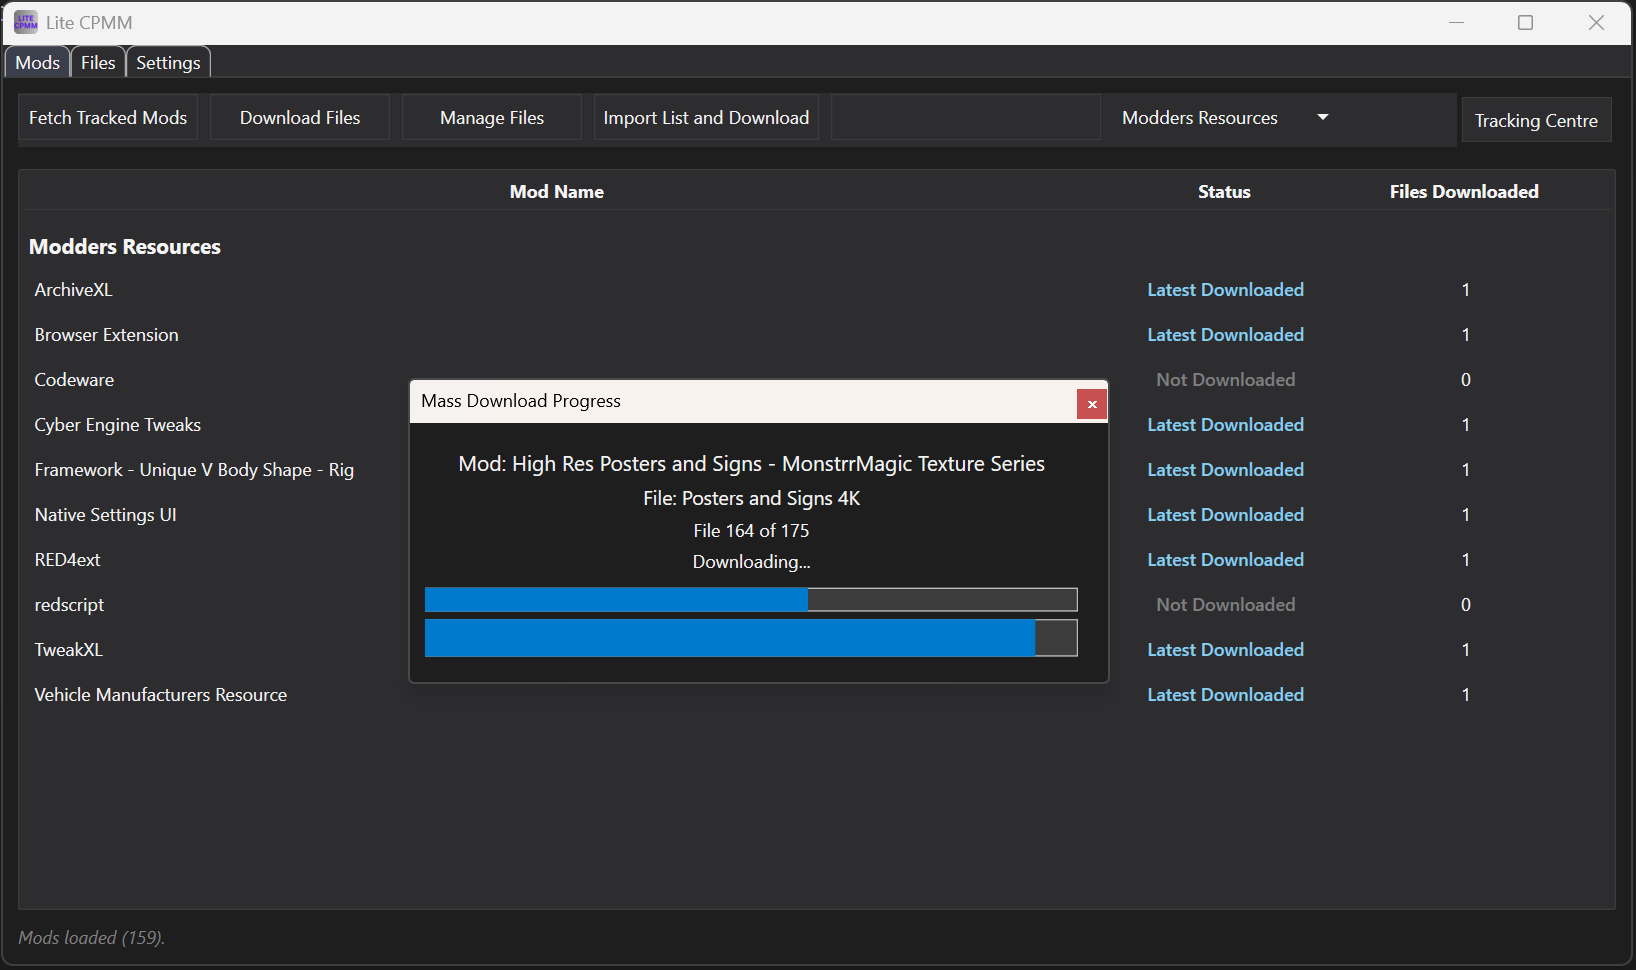 LITE
CPMM
Lite CPMM
Mods Files Settings
Fetch Tracked Mods Download Files Manage Files Import List and Download Modders Resources Tracking Centre
Mod Name Status Files Downloaded
Modders Resources
ArchiveXL Latest Downloaded 1
Browser Extension Latest Downloaded 1
Codeware Not Downloaded 0
Cyber Engine Tweaks Latest Downloaded 1
Framework - Unique V Body Shape - Rig Latest Downloaded 1
Native Settings UI Latest Downloaded 1
RED4ext Latest Downloaded 1
redscript Not Downloaded 0
TweakXL Latest Downloaded 1
Vehicle Manufacturers Resource Latest Downloaded 1
Mass Download Progress x
Mod: High Res Posters and Signs - MonstrrMagic Texture Series
File: Posters and Signs 4K
File 164 of 175
Downloading...
Mods loaded (159).